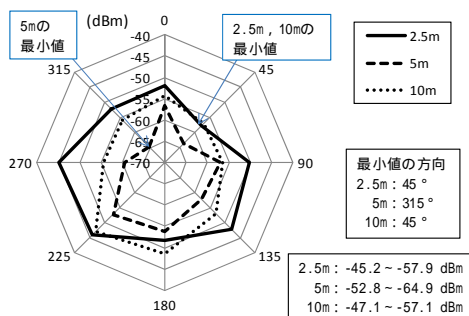 5mの
最小値
(dBm)
0
2.5m , 10mの
最小値
-40
-45
-50
-55
-60
-65
-70
45
90
135
180
225
270
315
2.5m
5m
10m
最小値の方向
2.5m: 45 °
5m: 315 °
10m: 45 °
2.5m: -45.2 ~ -57.9 dBm
5m: -52.8 ~ -64.9 dBm
10m: -47.1 ~ -57.1 dBm